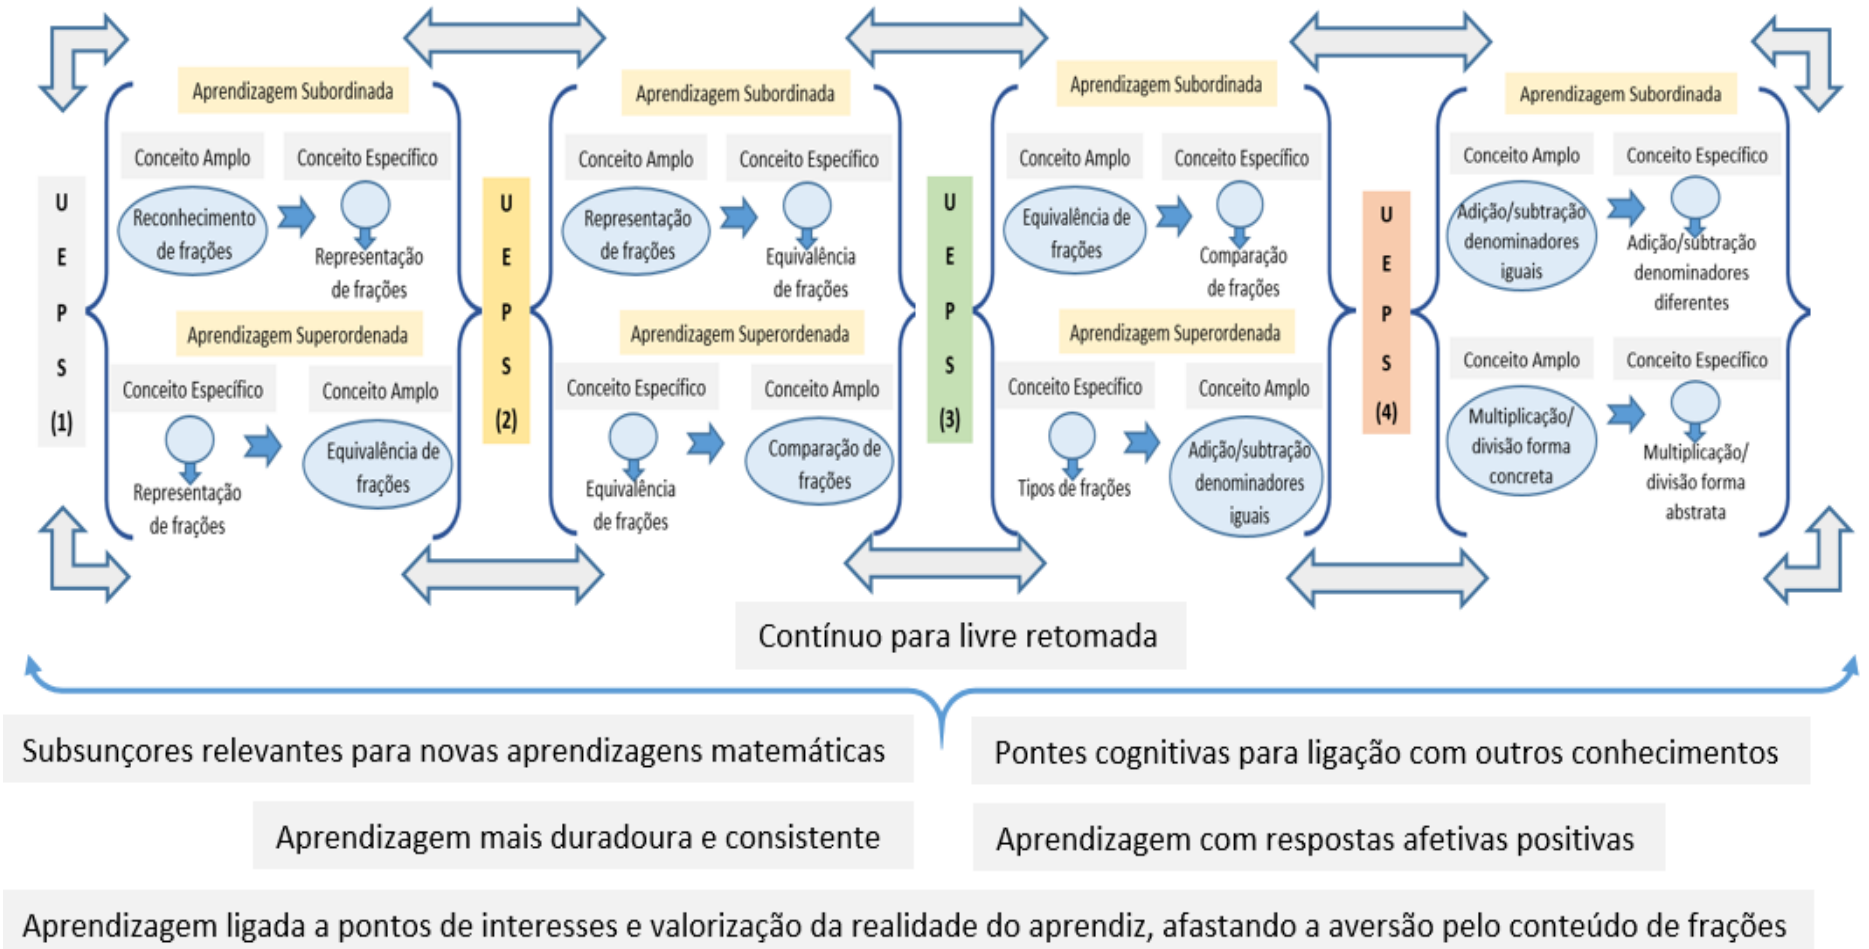 U
E
P
S
(1)
Aprendizagem Subordinada
Conceito Amplo
Conceito Específico
Reconhecimento
de frações
Representação
de frações
Aprendizagem Superordenada
Conceito Específico
Conceito Amplo
Representação
de frações
Equivalência de
frações
U
E
P
S
(2)
Aprendizagem Subordinada
Conceito Amplo
Conceito Específico
Representação
de frações
Equivalência
de frações
Aprendizagem Superordenada
Conceito Específico
Conceito Amplo
Equivalência
de frações
Comparação de
frações
U
E
P
S
(3)
Aprendizagem Subordinada
Conceito Amplo
Conceito Específico
Equivalência de
frações
Comparação
de frações
Aprendizagem Superordenada
Conceito Específico
Conceito Amplo
Tipos de frações
Adição/subtração
denominadores
iguais
U
E
P
S
(4)
Aprendizagem Subordinada
Conceito Amplo
Conceito Específico
Adição/subtração
denominadores
iguais
Adição/subtração
denominadores
diferentes
Conceito Amplo
Conceito Específico
Multiplicação/
divisão forma
concreta
Multiplicação/
divisão forma
abstrata
Contínuo para livre retomada
Subsunçores relevantes para novas aprendizagens matemáticas
Pontes cognitivas para ligação com outros conhecimentos
Aprendizagem mais duradoura e consistente
Aprendizagem com respostas afetivas positivas
Aprendizagem ligada a pontos de interesses e valorização da realidade do aprendiz, afastando a aversão pelo conteúdo de frações